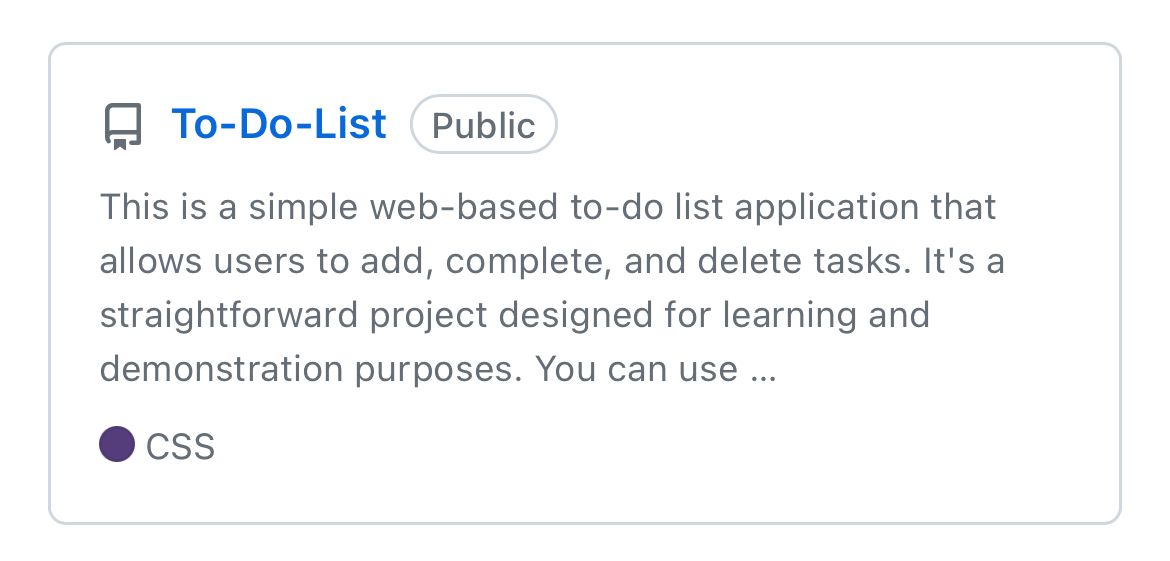 To-Do-List Public
This is a simple web-based to-do list application that
allows users to add, complete, and delete tasks. It's a
straightforward project designed for learning and
demonstration purposes. You can use ...
CSS